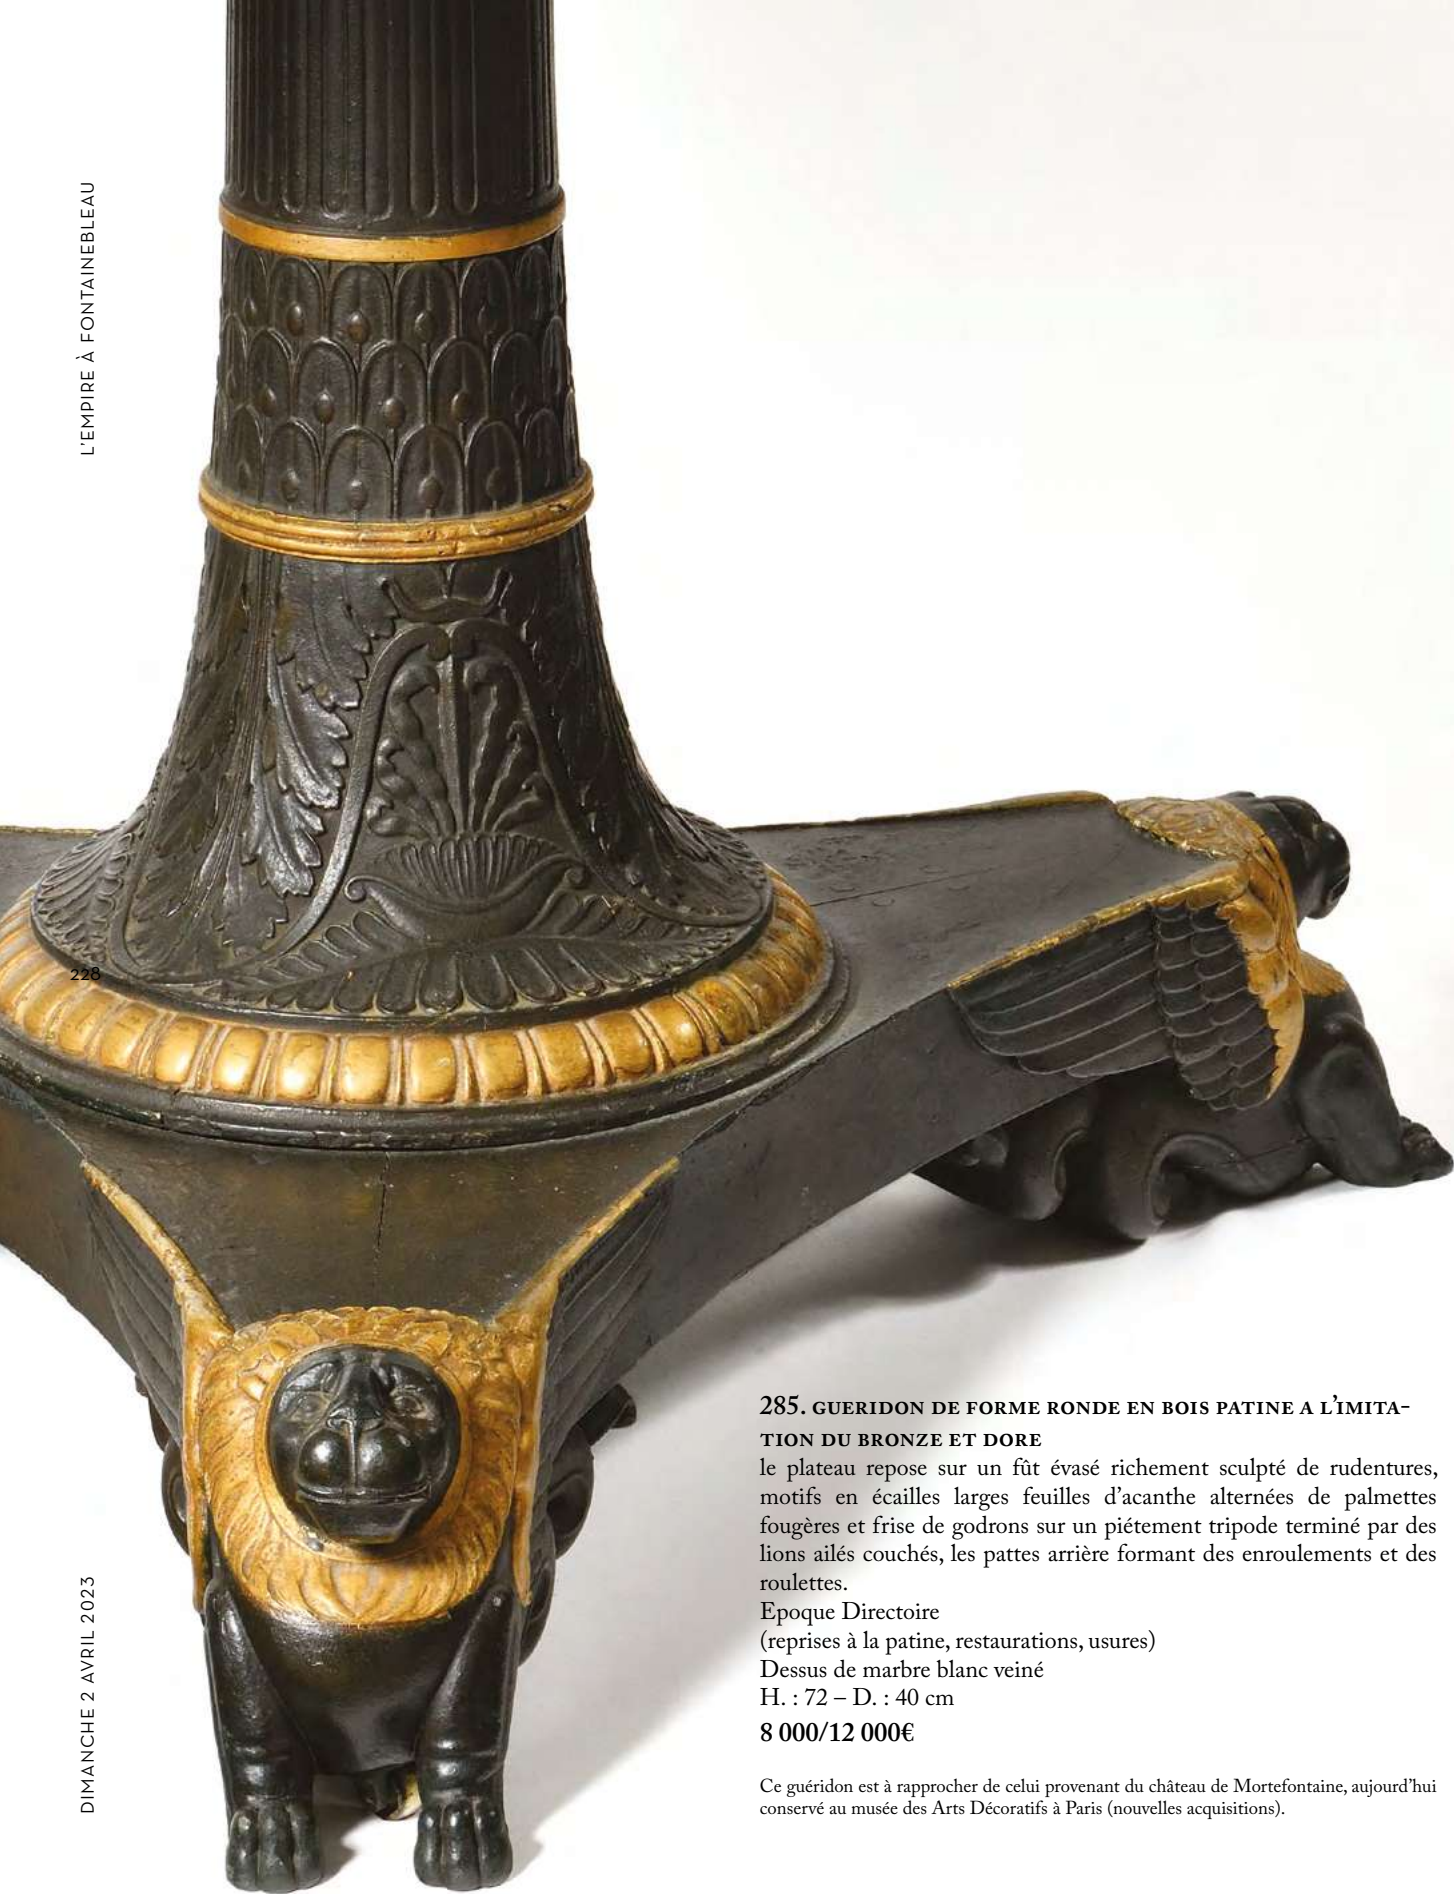 L'EMPIRE À FONTAINEBLEAU
228
DIMANCHE 2 AVRIL 2023
285. GUERIDON DE FORME RONDE EN BOIS PATINE A L'IMITA-
TION DU BRONZE ET DORE
le plateau repose sur un fût évasé richement sculpté de rudentures,
motifs en écailles larges feuilles d'acanthe alternées de palmettes
fougères et frise de godrons sur un piétement tripode terminé par des
lions ailés couchés, les pattes arrière formant des enroulements et des
roulettes.
Epoque Directoire
(reprises à la patine, restaurations, usures)
Dessus de marbre blanc veiné
H. : 72 – D. : 40 cm
8 000/12 000€
Ce guéridon est à rapprocher de celui provenant du château de Mortefontaine, aujourd'hui
conservé au musée des Arts Décoratifs à Paris (nouvelles acquisitions).